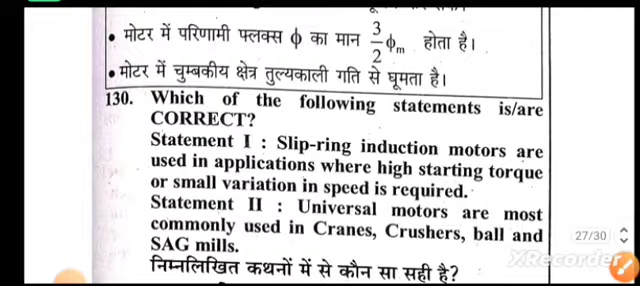 • मोटर में परिणामी फ्लक्स ϕ का मान 3/2 ϕm होता है।
• मोटर में चुम्बकीय क्षेत्र तुल्यकाली गति से घूमता है।
130. Which of the following statements is/are
CORRECT?
Statement I : Slip-ring induction motors are
used in applications where high starting torque
or small variation in speed is required.
Statement II : Universal motors are most
commonly used in Cranes, Crushers, ball and
SAG mills.
27/30
XRecorder
निम्नलिखित कथनों में से कौन सा सही है?